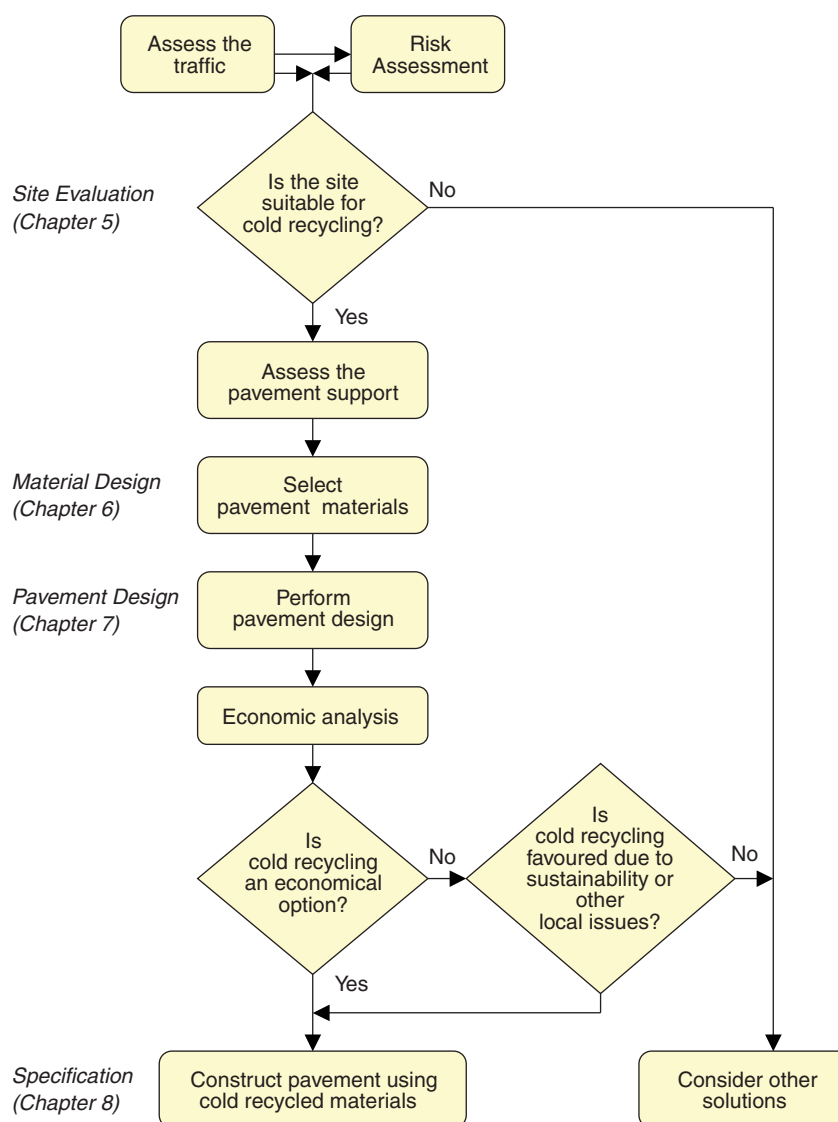 Assess the
traffic
Risk
Assessment
Site Evaluation
(Chapter 5)
Is the site
suitable for
cold recycling?
No
Yes
Assess the
pavement support
Material Design
(Chapter 6)
Select
pavement materials
Pavement Design
(Chapter 7)
Perform
pavement design
Economic analysis
Is
cold recycling
an economical
option?
No
Is
cold recycling
favoured due to
sustainability or
other
local issues?
No
Yes
Specification
(Chapter 8)
Construct pavement using
cold recycled materials
Consider other
solutions